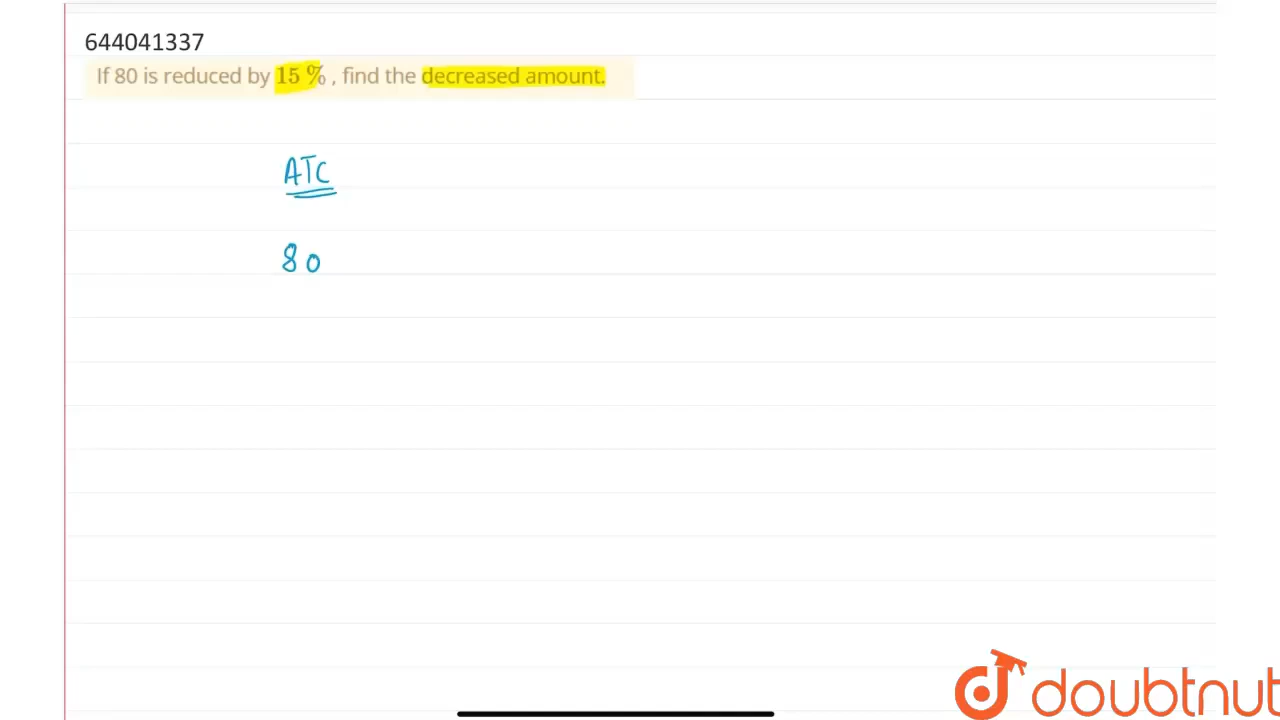 644041337
If 80 is reduced by 15 % , find the decreased amount.
ATC
80
doubtnut